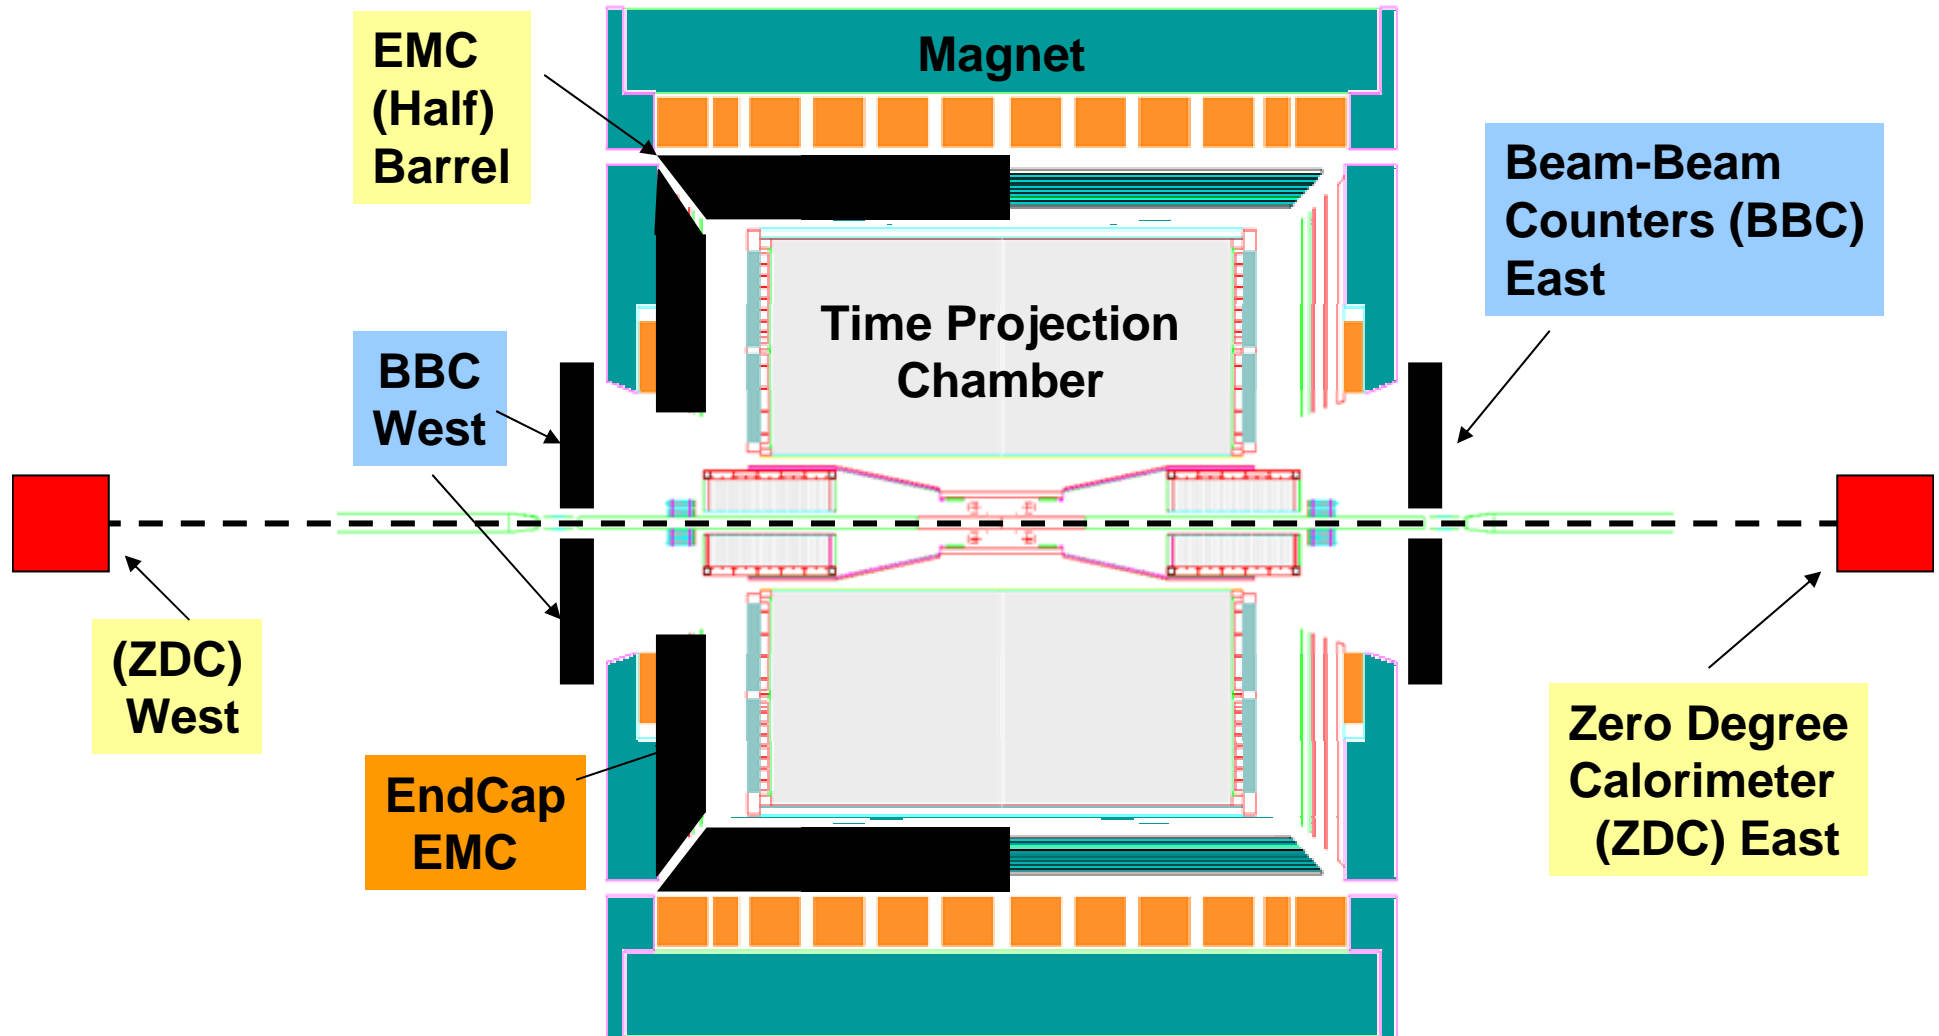 EMC
(Half)
Barrel
Magnet
Beam-Beam
Counters (BBC)
East
Time Projection
Chamber
BBC
West
(ZDC)
West
EndCap
EMC
Zero Degree
Calorimeter
(ZDC) East